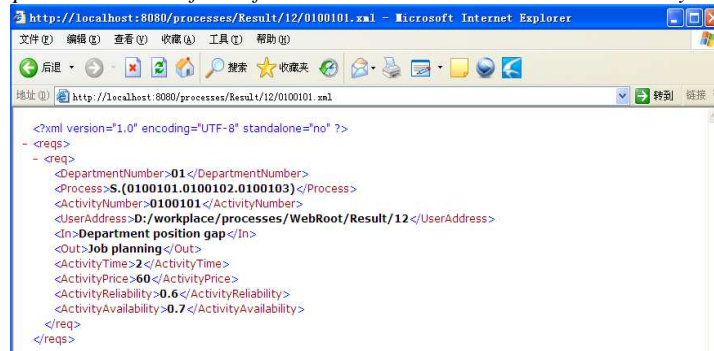 http://localhost:8080/processes/Result/12/0100101.xml - Microsoft Internet Explorer
文件(F) 编辑(E) 查看(V) 收藏(A) 工具(T) 帮助(H)
后退 搜索 收藏夹
地址(D) http://localhost:8080/processes/Result/12/0100101.xml 转到 链接
<?xml version="1.0" encoding="UTF-8" standalone="no" ?>
- <reqs>
- <req>
<DepartmentNumber>01</DepartmentNumber>
<Process>S.(0100101.0100102.0100103)</Process>
<ActivityNumber>0100101</ActivityNumber>
<UserAddress>D:/workplace/processes/WebRoot/Result/12</UserAddress>
<In>Department position gap</In>
<Out>Job planning</Out>
<ActivityTime>2</ActivityTime>
<ActivityPrice>60</ActivityPrice>
<ActivityReliability>0.6</ActivityReliability>
<ActivityAvailability>0.7</ActivityAvailability>
</req>
</reqs>